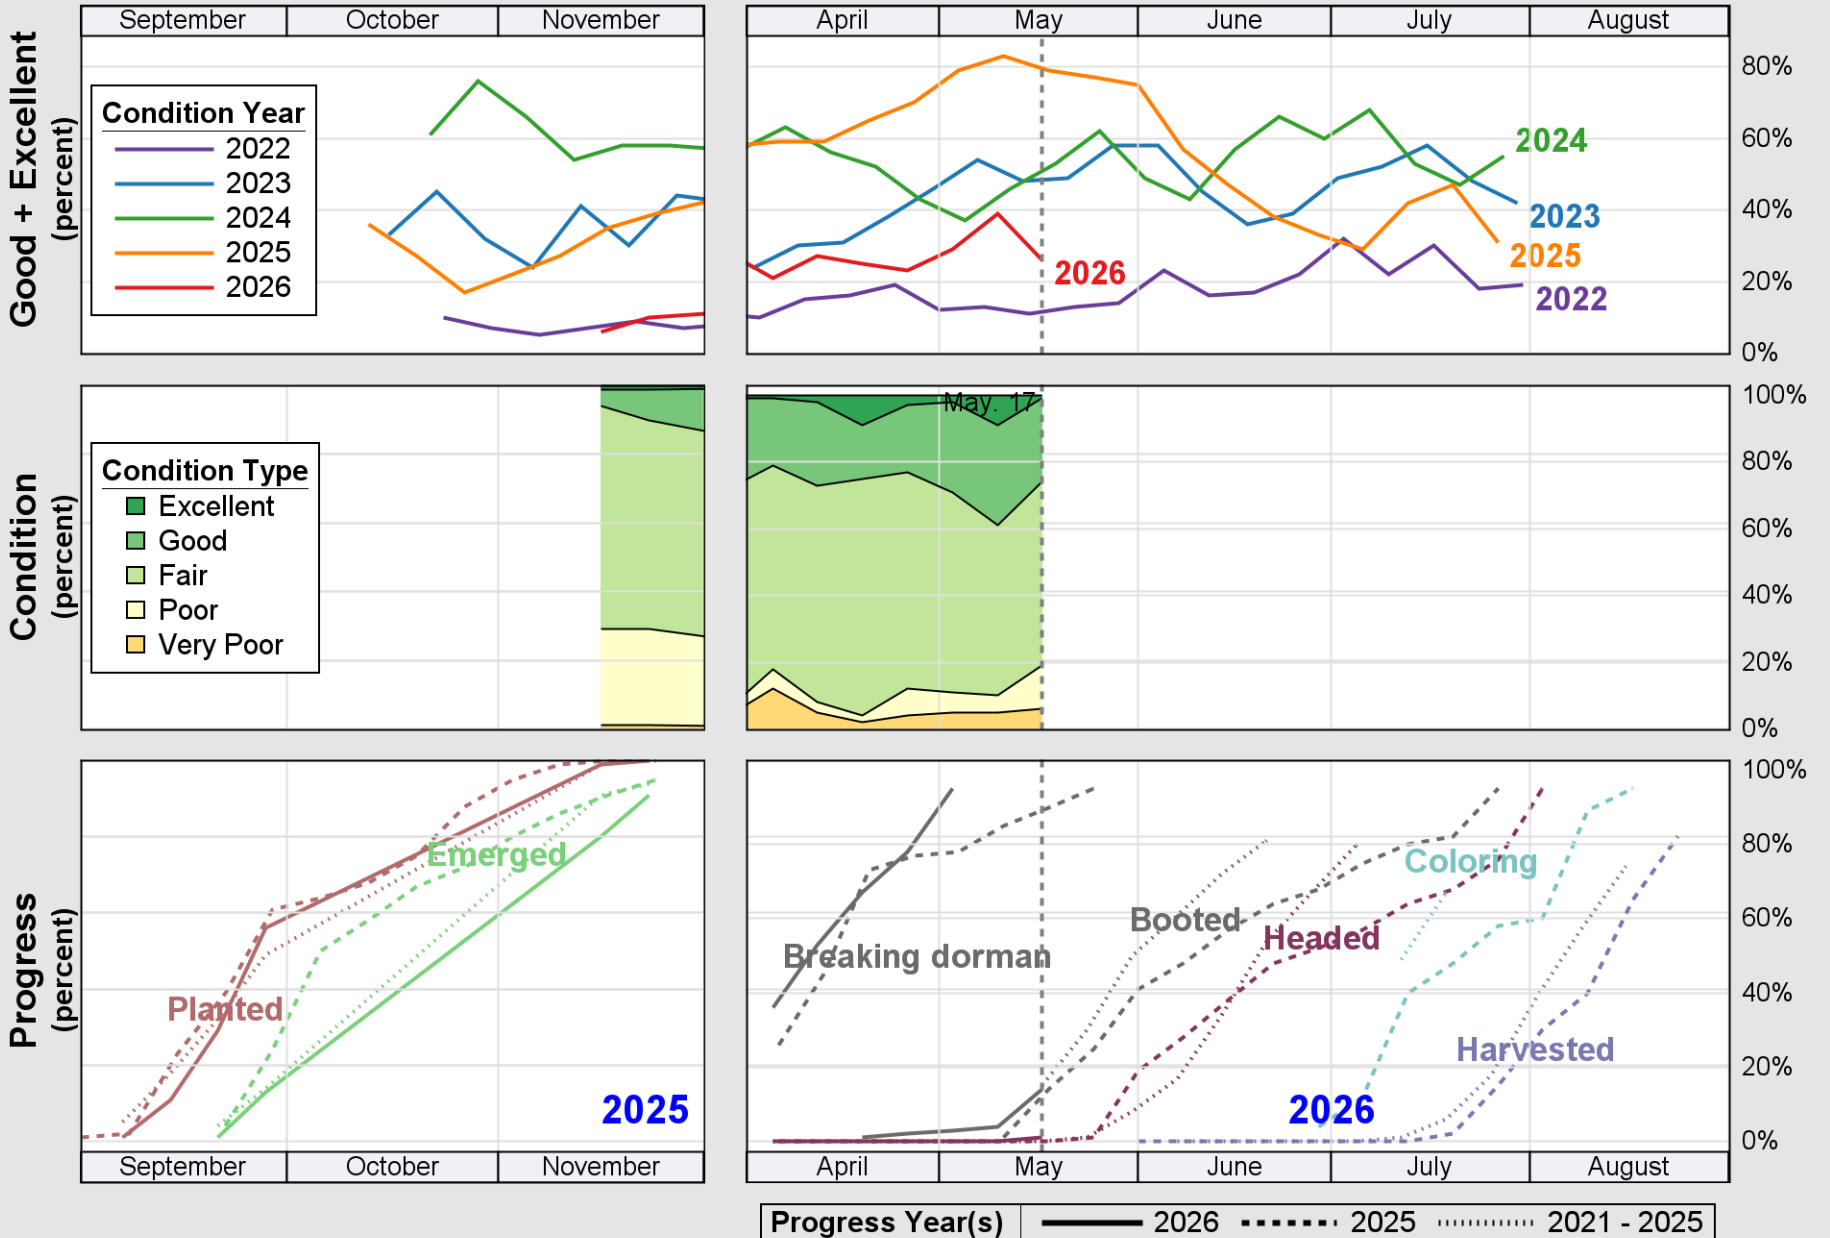 September October November April May June July August
Good + Excellent
(percent)
Condition Year
2022
2023
2024
2025
2026
80%
60%
40%
20%
0%
2024
2023
2025
2026
2022
Condition
(percent)
Condition Type
Excellent
Good
Fair
Poor
Very Poor
May. 17
100%
80%
60%
40%
20%
0%
Progress
(percent)
Planted
Emerged
2025
Breaking dorman
Booted
Headed
Coloring
Harvested
2026
100%
80%
60%
40%
20%
0%
September October November April May June July August
Progress Year(s) 2026 2025 2021 - 2025